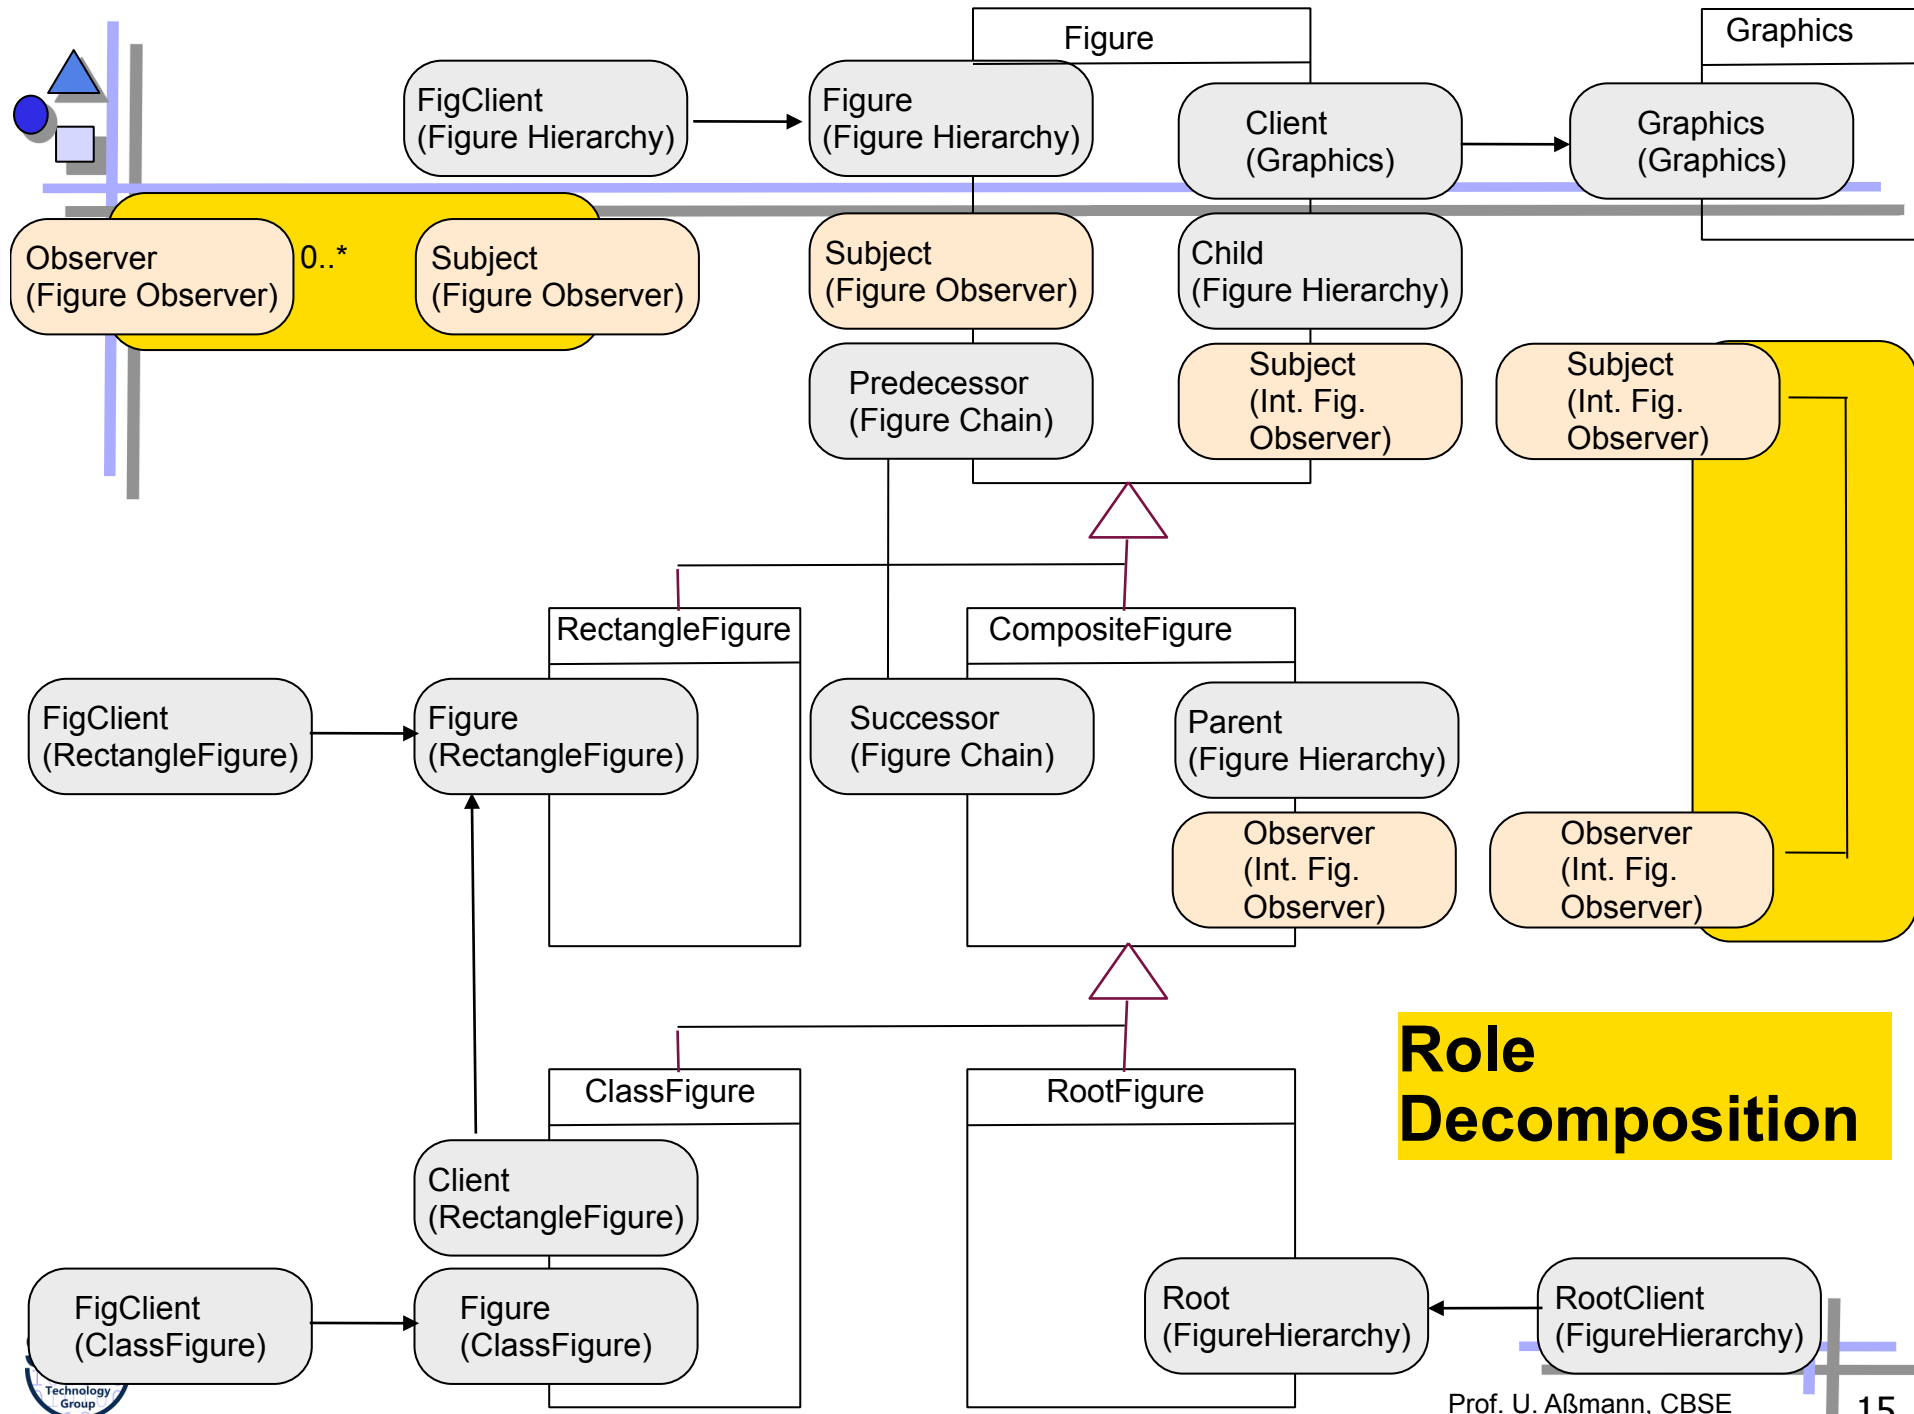 Figure
Graphics
FigClient
(Figure Hierarchy)
Figure
(Figure Hierarchy)
Client
(Graphics)
Graphics
(Graphics)
Observer
(Figure Observer)
0..*
Subject
(Figure Observer)
Subject
(Figure Observer)
Child
(Figure Hierarchy)
Predecessor
(Figure Chain)
Subject
(Int. Fig.
Observer)
Subject
(Int. Fig.
Observer)
RectangleFigure
CompositeFigure
FigClient
(RectangleFigure)
Figure
(RectangleFigure)
Successor
(Figure Chain)
Parent
(Figure Hierarchy)
Observer
(Int. Fig.
Observer)
Observer
(Int. Fig.
Observer)
Role
Decomposition
ClassFigure
RootFigure
Client
(RectangleFigure)
FigClient
(ClassFigure)
Figure
(ClassFigure)
Root
(FigureHierarchy)
RootClient
(FigureHierarchy)
Technology
Group
Prof. U. Aßmann, CBSE
15